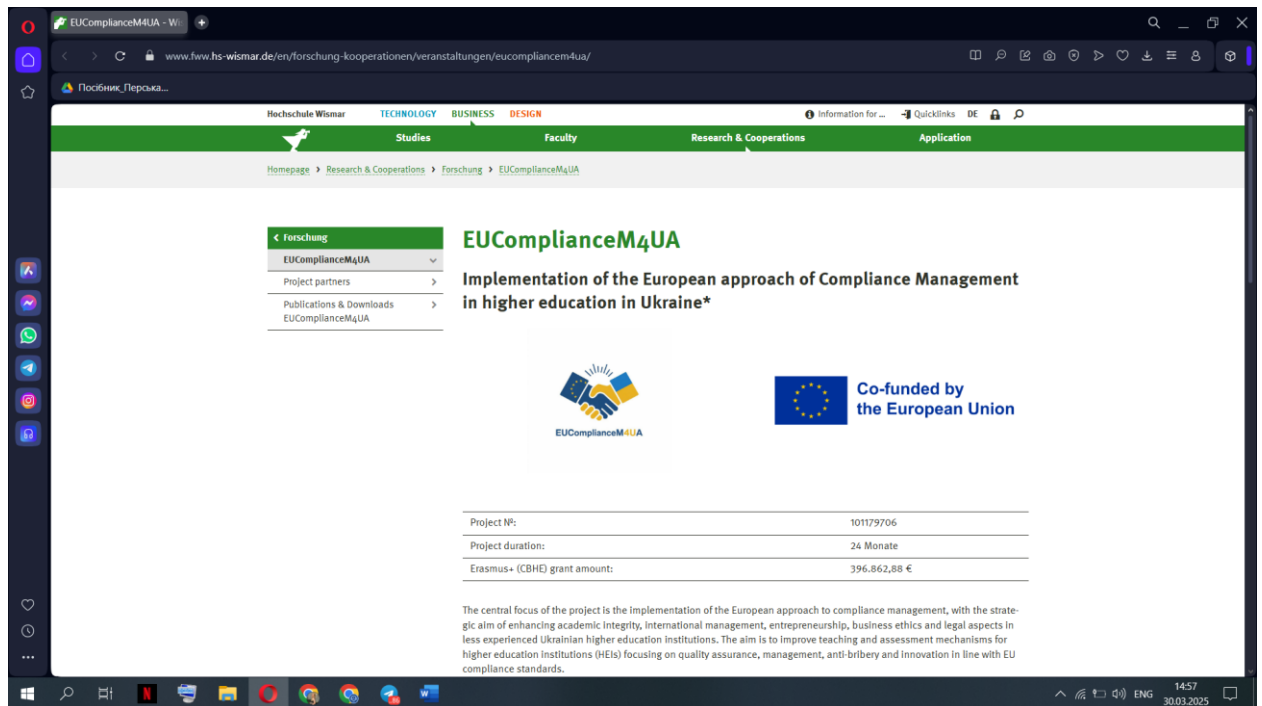 EUComplianceM4UA - Wi
www.fww.hs-wismar.de/en/forschung-kooperationen/veranstaltungen/eucompliancem4ua/
Посібник_Перська...
Hochschule Wismar TECHNOLOGY BUSINESS DESIGN Information for ... Quicklinks DE
Studies Faculty Research & Cooperations Application
Homepage › Research & Cooperations › Forschung › EUComplianceM4UA
Forschung
EUComplianceM4UA
Project partners
Publications & Downloads
EUComplianceM4UA
EUComplianceM4UA
Implementation of the European approach of Compliance Management
in higher education in Ukraine*
EUComplianceM4UA
Co-funded by
the European Union
Project №: 101179706
Project duration: 24 Monate
Erasmus+ (CBHE) grant amount: 396.862,88 €
The central focus of the project is the implementation of the European approach to compliance management, with the strate-
gic aim of enhancing academic integrity, international management, entrepreneurship, business ethics and legal aspects in
less experienced Ukrainian higher education institutions. The aim is to improve teaching and assessment mechanisms for
higher education institutions (HEIs) focusing on quality assurance, management, anti-bribery and innovation in line with EU
compliance standards.
ENG
14:57
30.03.2025